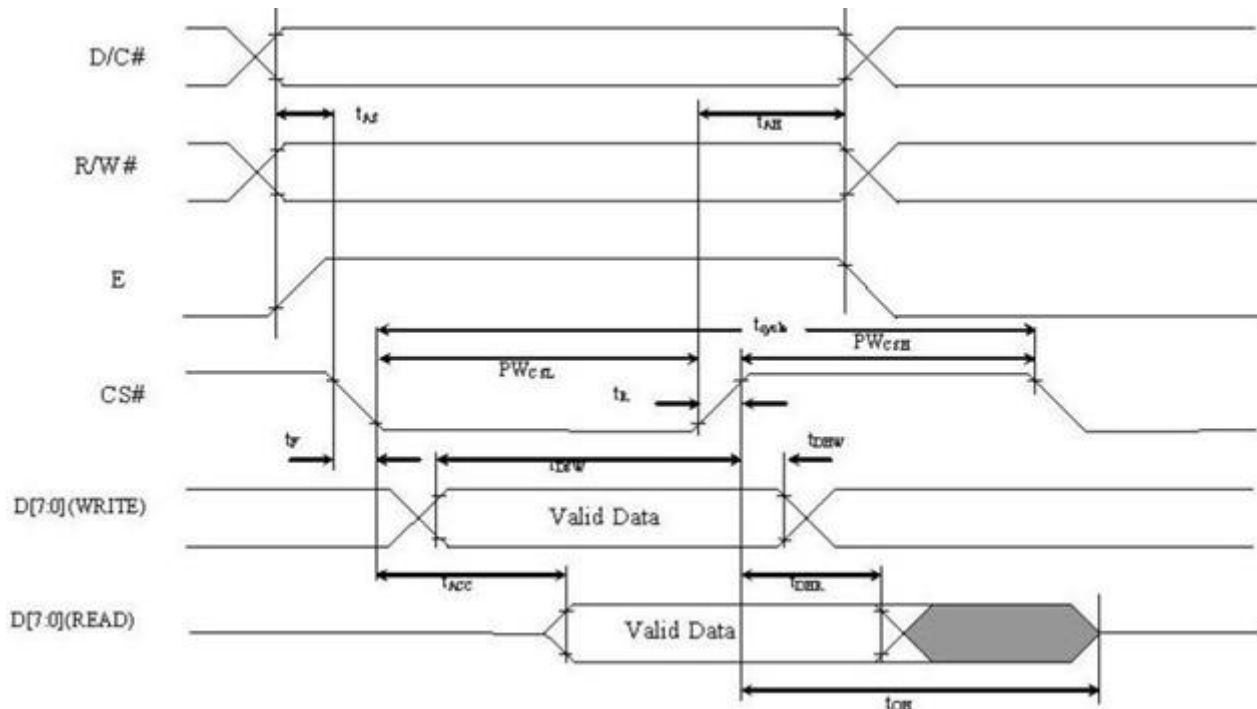 D/C#
tAS
tAH
R/W#
E
tcycle
PWCSL
PWCSH
CS#
tR
tF
tDSW
tDHW
D[7:0](WRITE)
Valid Data
tACC
tDHR
D[7:0](READ)
Valid Data
tOH